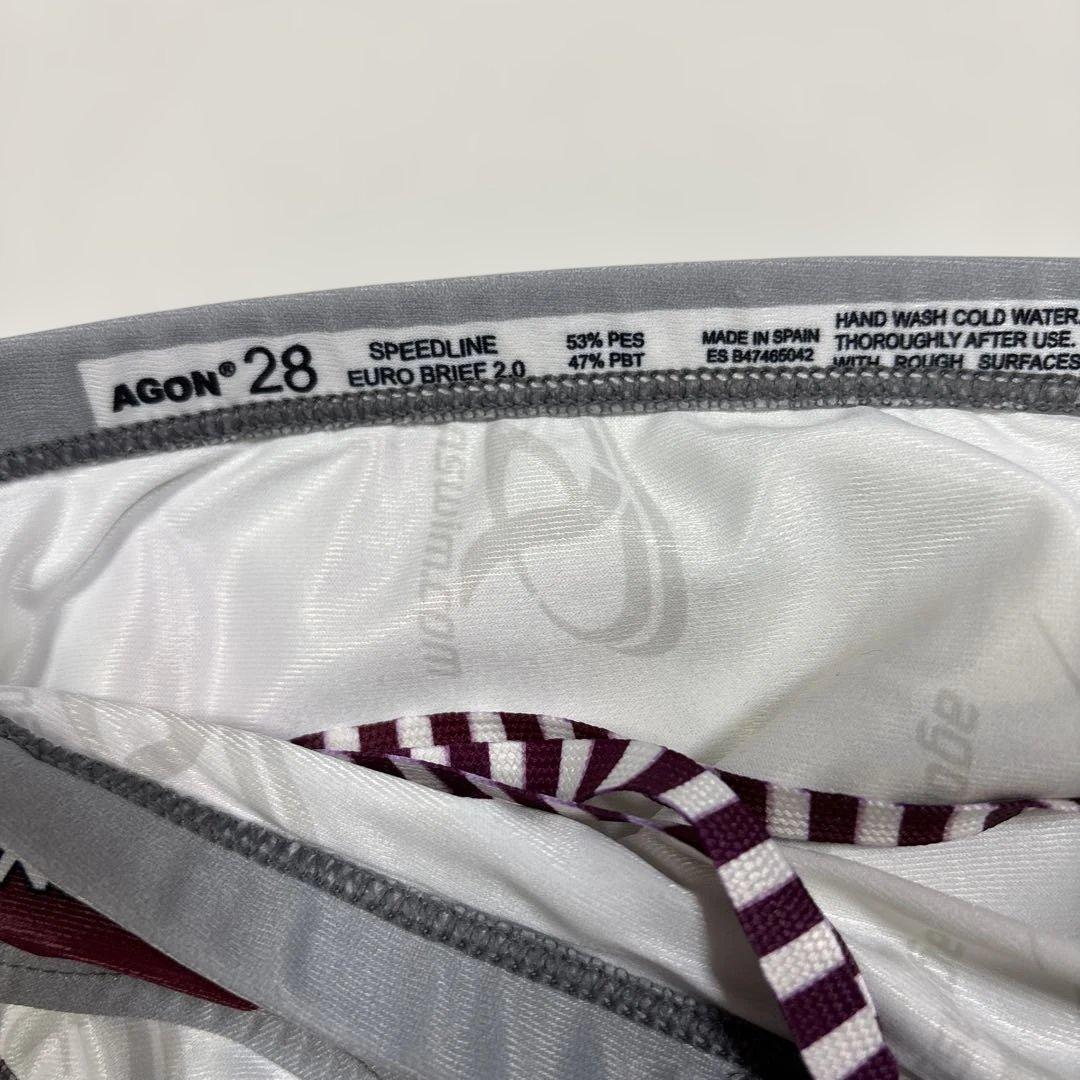 AGON® 28
SPEEDLINE
EURO BRIEF 2.0
53% PES
47% PBT
MADE IN SPAIN
ES B47465042
HAND WASH COLD WATER.
THOROUGHLY AFTER USE.
WITH ROUGH SURFACES